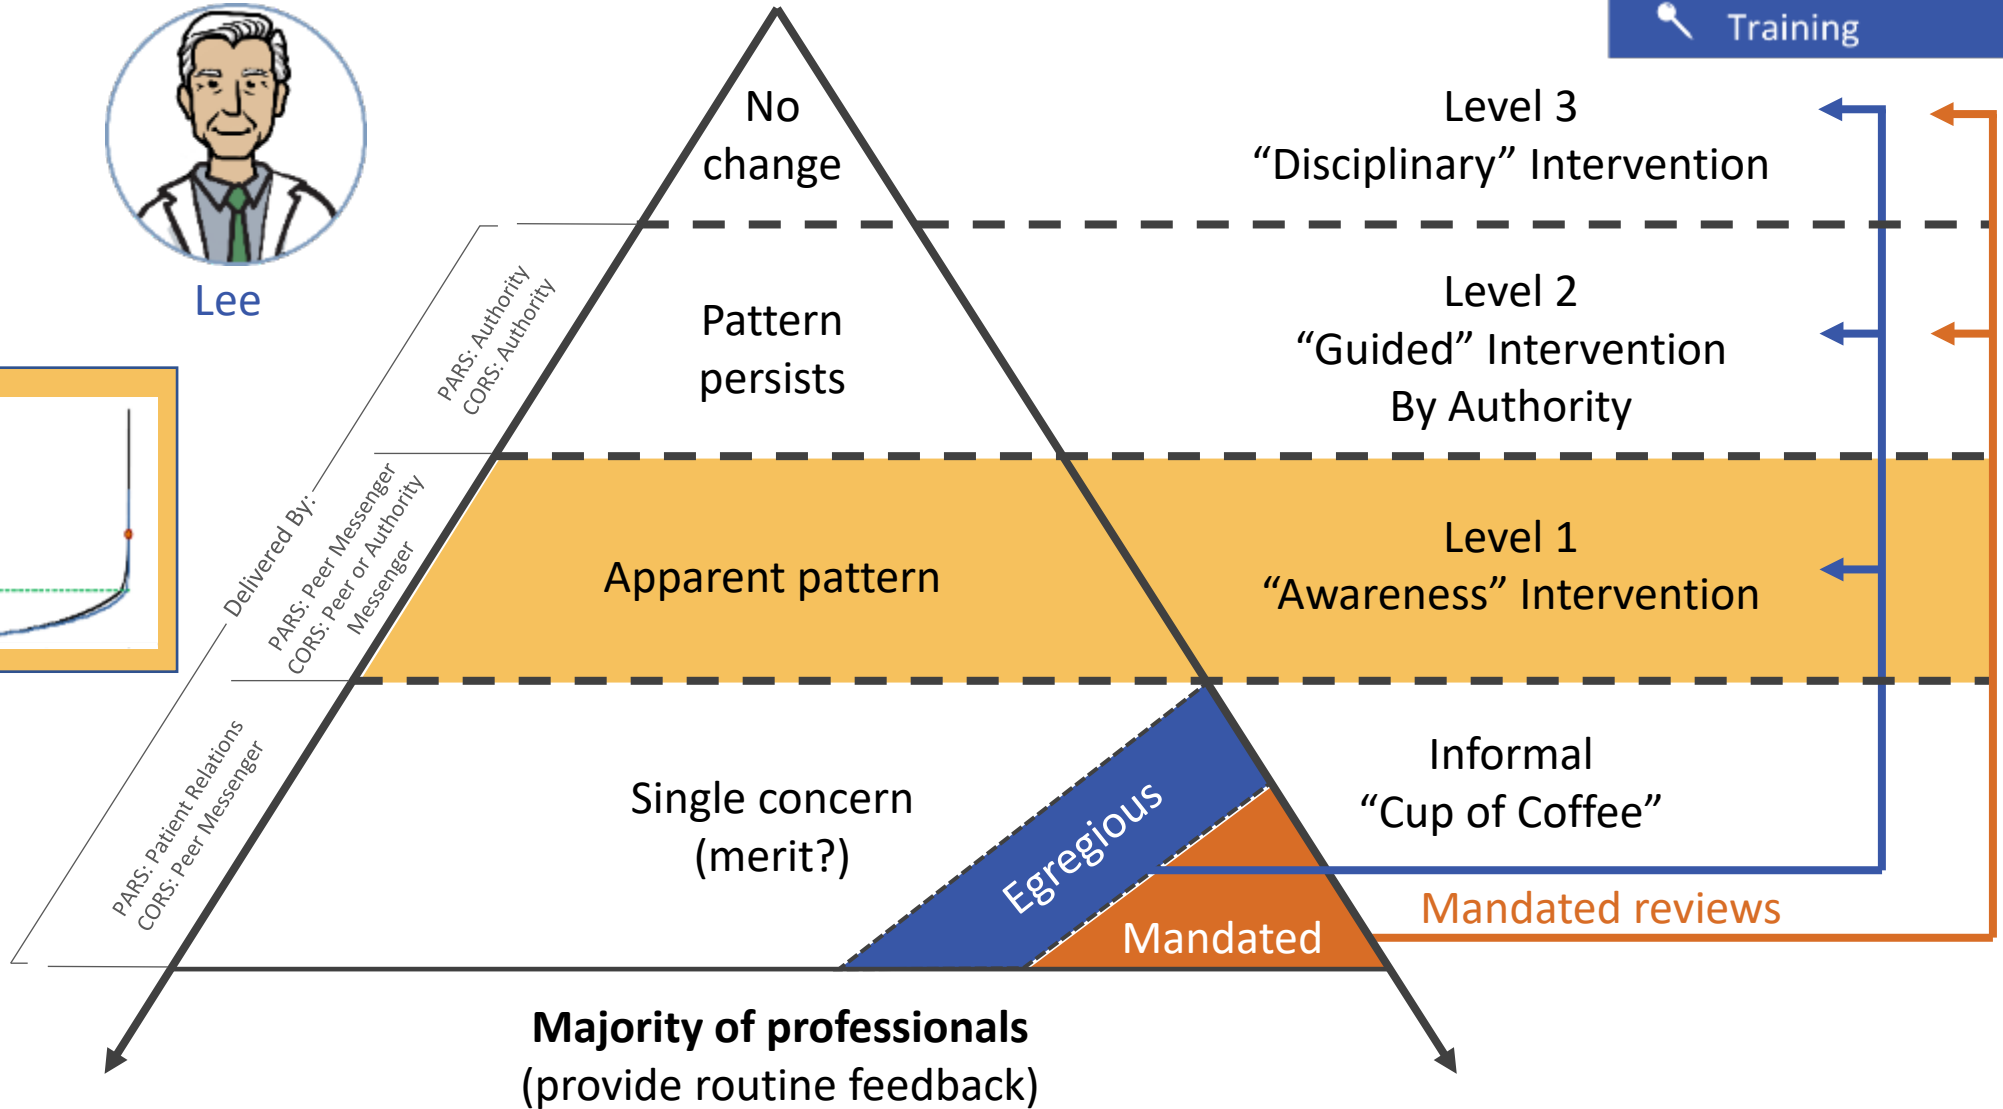 Training
Lee
No
change
Level 3
“Disciplinary” Intervention
Pattern
persists
Level 2
“Guided” Intervention
By Authority
Apparent pattern
Level 1
“Awareness” Intervention
Single concern
(merit?)
Informal
“Cup of Coffee”
Egregious
Mandated
Mandated reviews
Delivered By:
PARS: Authority
CORS: Authority
PARS: Peer Messenger
CORS: Peer or Authority
Messenger
PARS: Patient Relations
CORS: Peer Messenger
Majority of professionals
(provide routine feedback)